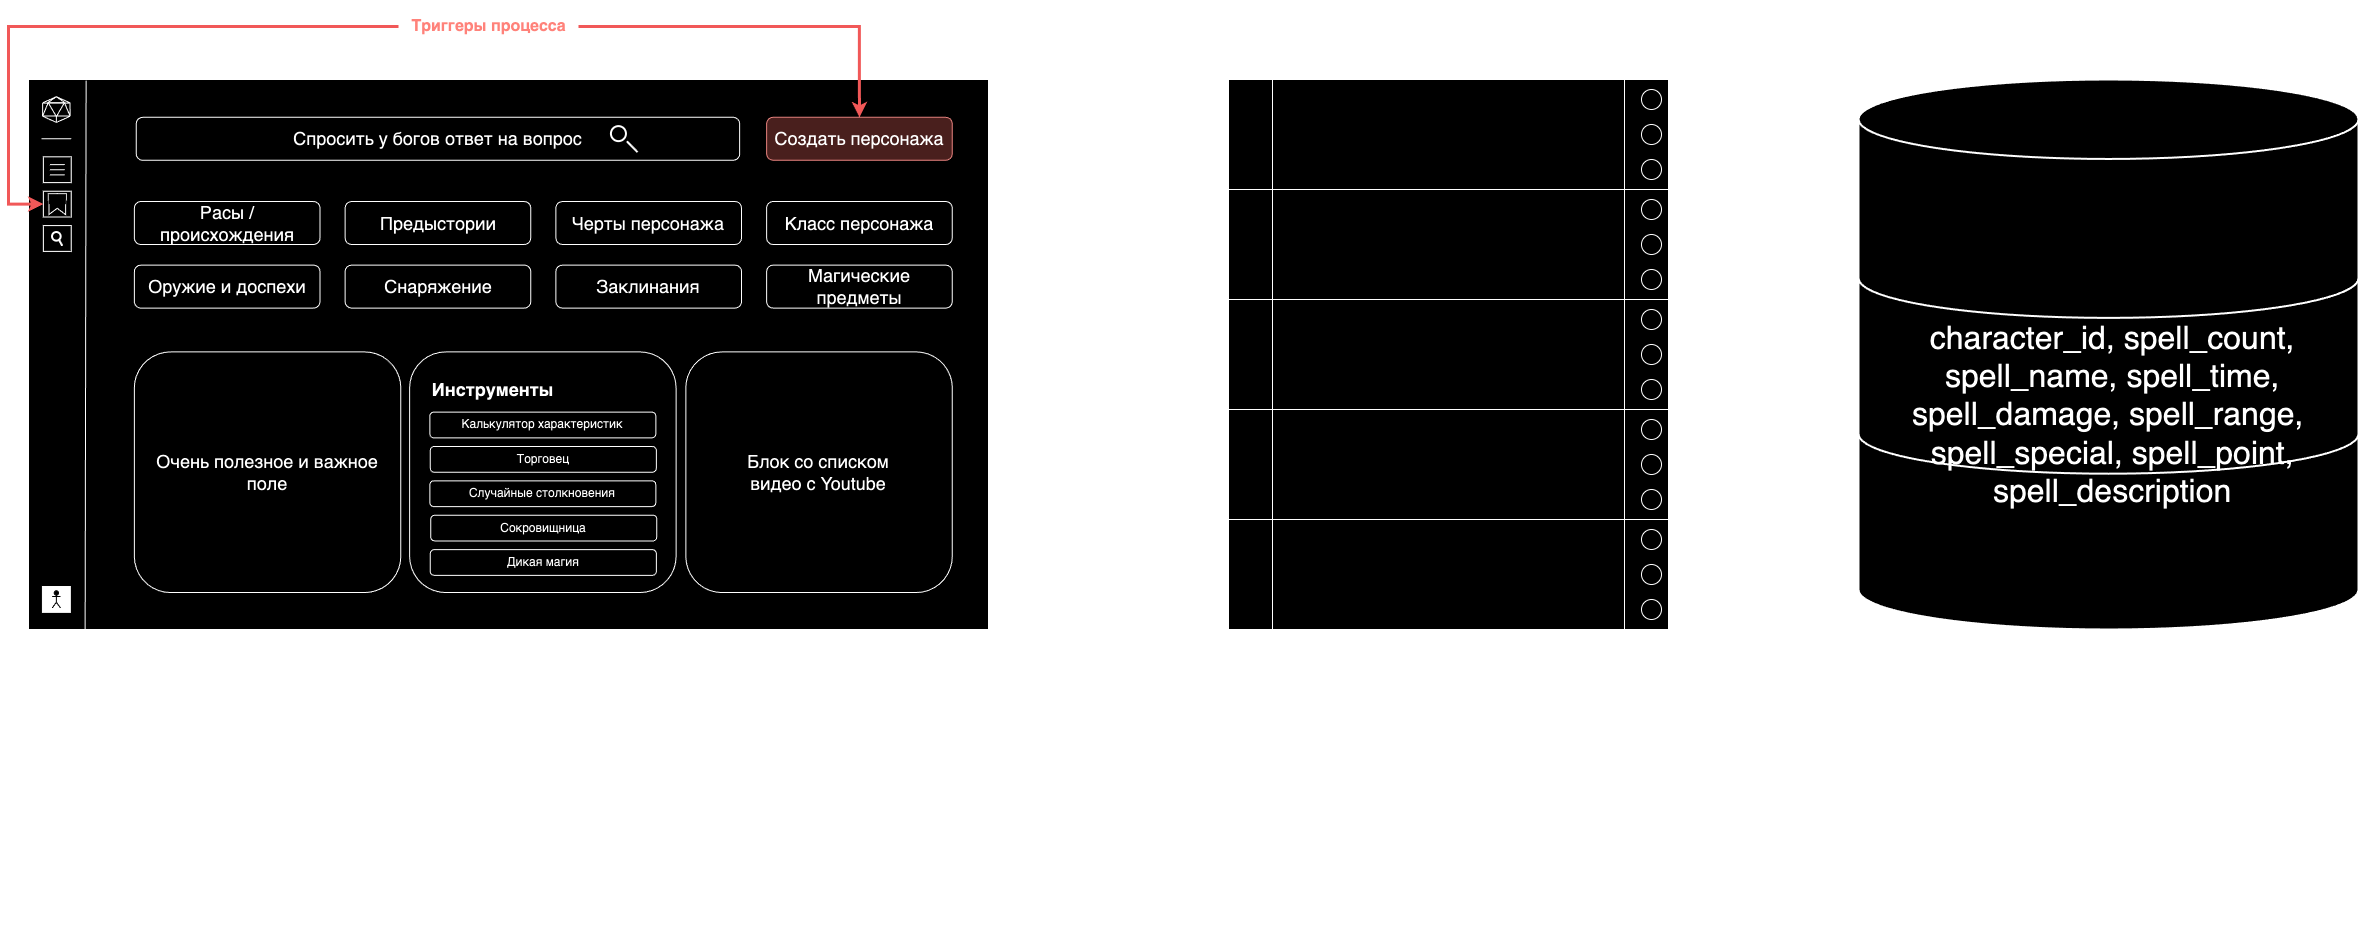 Триггеры процесса
Спросить у богов ответ на вопрос
Создать персонажа
Расы /
происхождения
Предыстории
Черты персонажа
Класс персонажа
Оружие и доспехи
Снаряжение
Заклинания
Магические
предметы
Очень полезное и важное
поле
Инструменты
Калькулятор характеристик
Торговец
Случайные столкновения
Сокровищница
Дикая магия
Блок со списком
видео с Youtube
character_id, spell_count,
spell_name, spell_time,
spell_damage, spell_range,
spell_special, spell_point,
spell_description